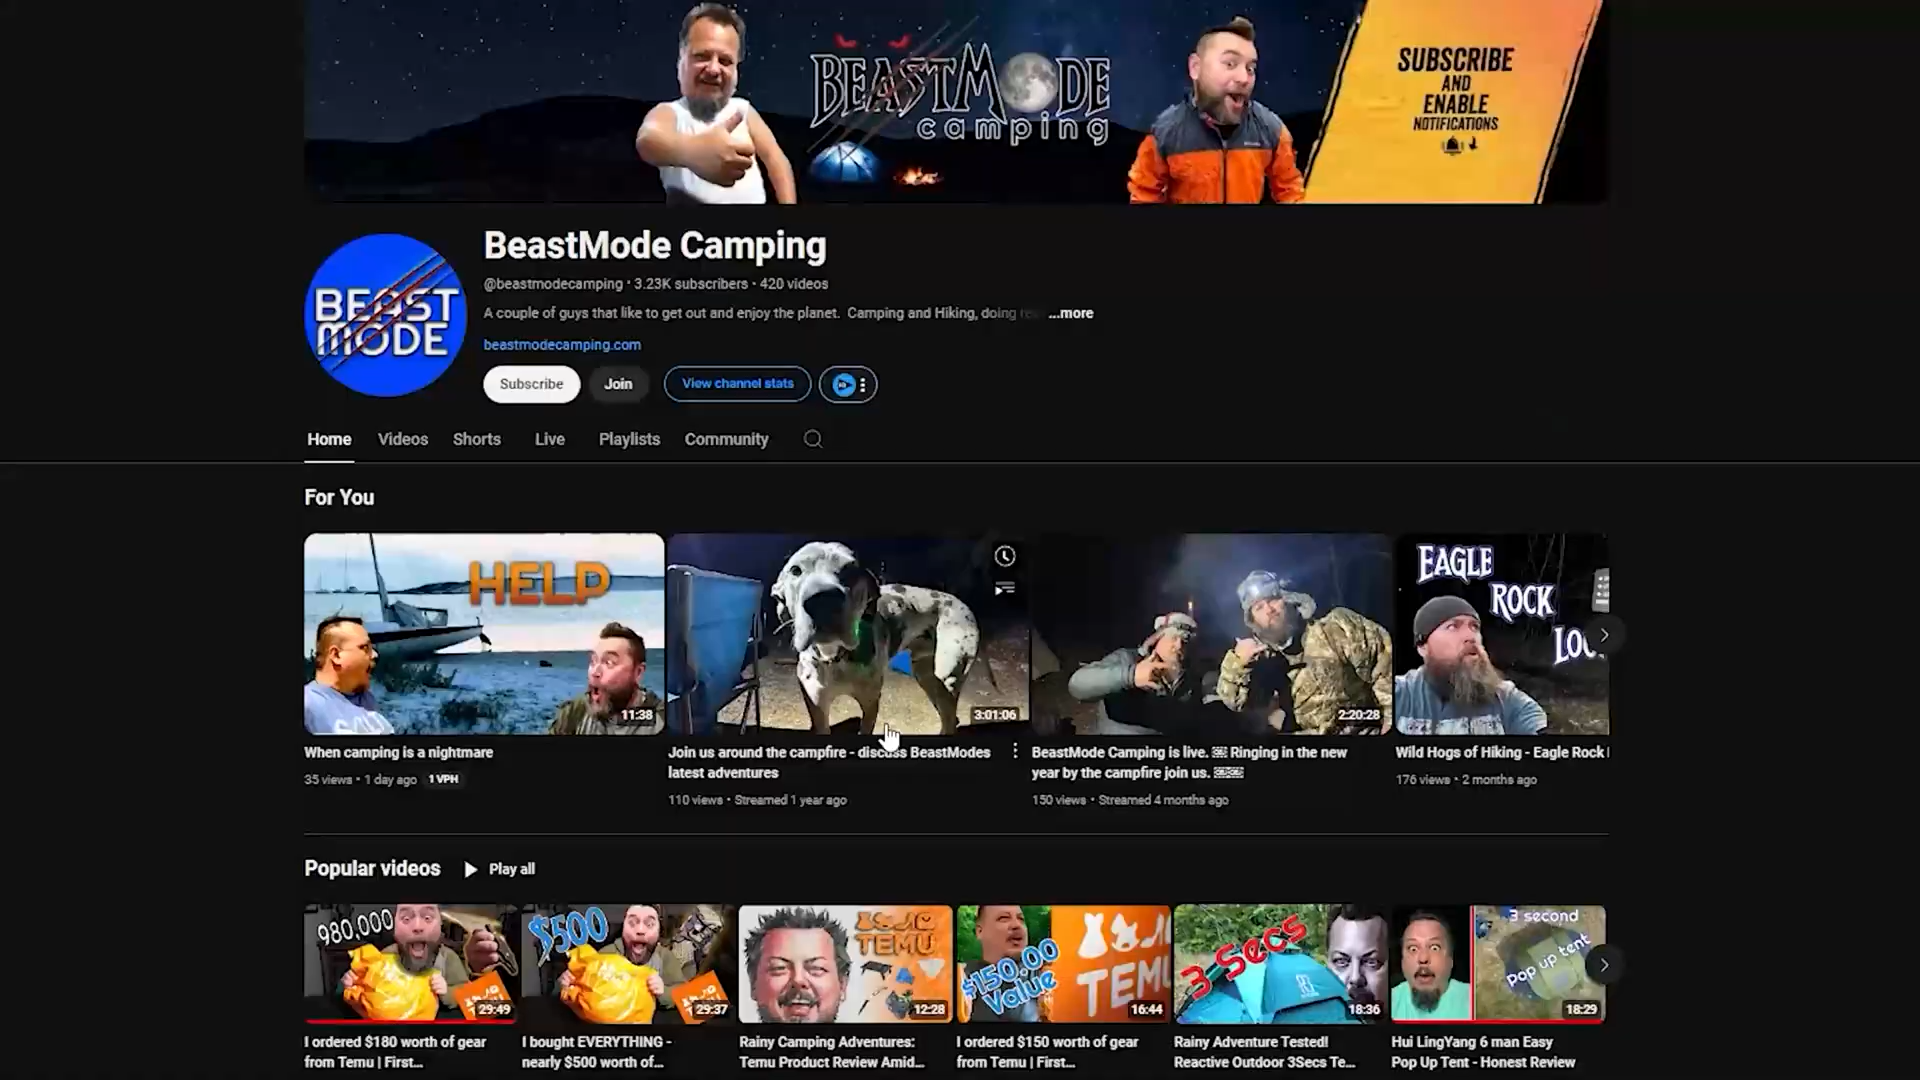 BEASTMODE
camping
SUBSCRIBE
AND
ENABLE
NOTIFICATIONS
BEAST
MODE
BeastMode Camping
@beastmodecamping • 3.23K subscribers • 420 videos
A couple of guys that like to get out and enjoy the planet. Camping and Hiking, doing ...more
beastmodecamping.com
Subscribe Join View channel stats
Home Videos Shorts Live Playlists Community
For You
HELP
11:38
3:01:06
2:20:28
EAGLE
ROCK
When camping is a nightmare
35 views • 1 day ago 1 VPH
Join us around the campfire - discuss BeastModes
latest adventures
110 views • Streamed 1 year ago
BeastMode Camping is live. Ringing in the new
year by the campfire join us.
150 views • Streamed 4 months ago
Wild Hogs of Hiking - Eagle Rock
176 views • 2 months ago
Popular videos Play all
980,000
29:49
$500
29:37
TEMU
12:28
$150.00
Value
TEMU
16:44
3 Secs
18:36
3 second
Pop up tent
18:29
I ordered $180 worth of gear
from Temu | First...
I bought EVERYTHING -
nearly $500 worth of...
Rainy Camping Adventures:
Temu Product Review Amid...
I ordered $150 worth of gear
from Temu | First...
Rainy Adventure Tested!
Reactive Outdoor 3Secs Te...
Hui LingYang 6 man Easy
Pop Up Tent - Honest Review